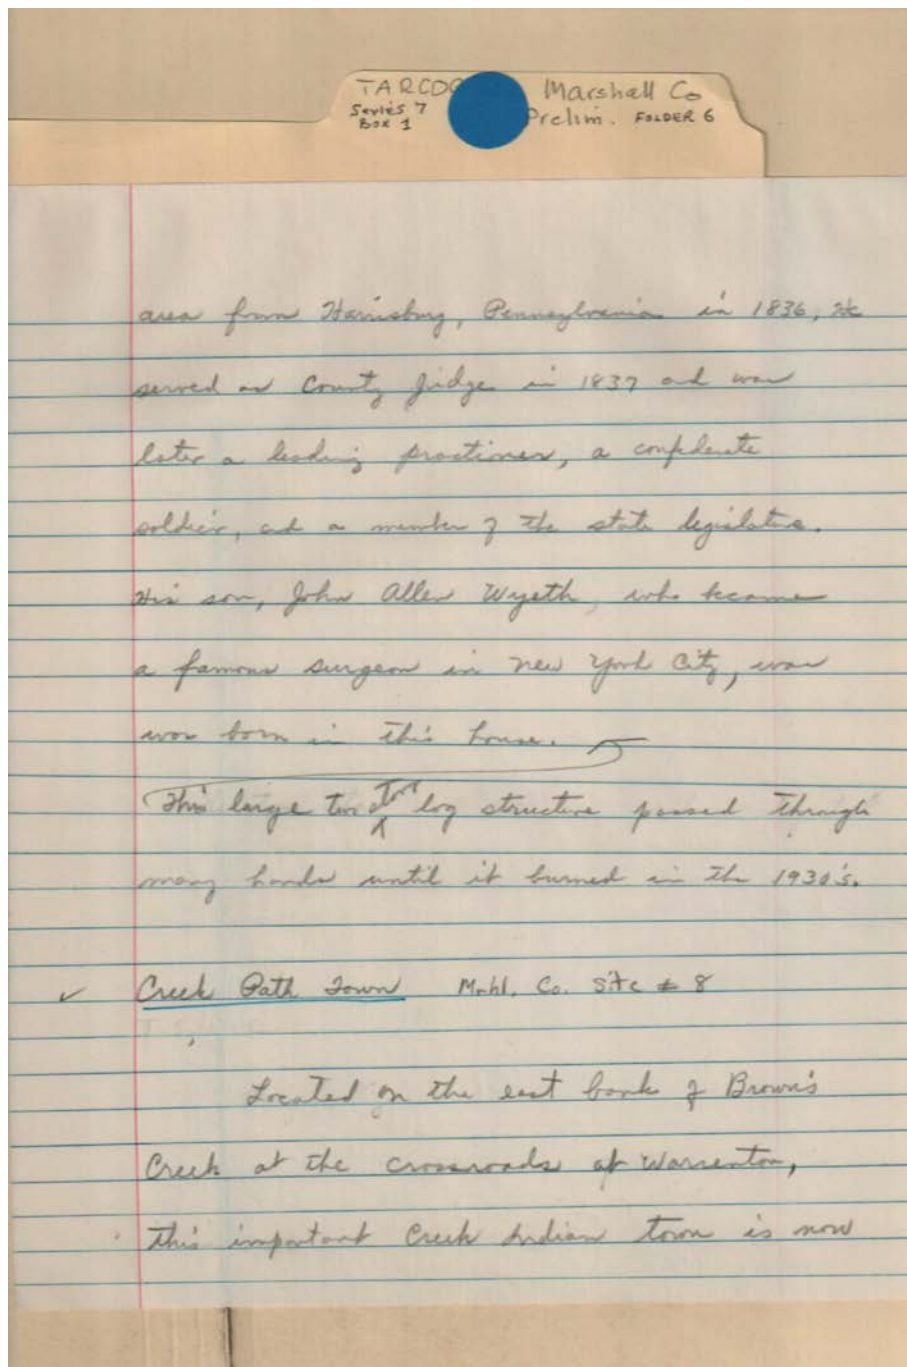 TARCOG Marshall Co
Series 7 Prelim. FOLDER 6
Box 1
area from Harrisburg, Pennsylvania in 1836, He
served as County Judge in 1837 and was
later a leading practiner, a confederate
soldier, and a member of the state legislature.
His son, John Allen Wyeth, who became
a famous surgeon in New York City, was
was born in this house.
This large two story log structure passed through
many hands until it burned in the 1930's.
✓ Creek Path Town Mshl. Co. Site # 8
Located on the east bank of Brown's
Creek at the crossroads of Warrenton,
this important Creek Indian town is now